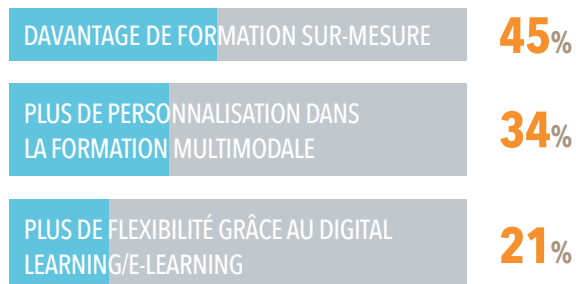 DAVANTAGE DE FORMATION SUR-MESURE
45%
PLUS DE PERSONNALISATION DANS
LA FORMATION MULTIMODALE
34%
PLUS DE FLEXIBILITÉ GRÂCE AU DIGITAL
LEARNING/E-LEARNING
21%